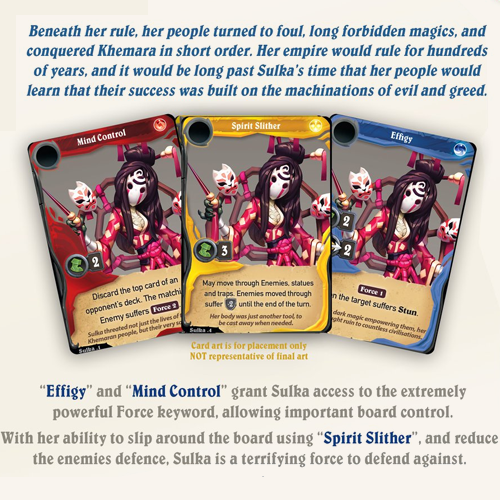 Beneath her rule, her people turned to foul, long forbidden magics, and
conquered Khemara in short order. Her empire would rule for hundreds
of years, and it would be long past Sulka's time that her people would
learn that their success was built on the machinations of evil and greed.
Mind Control
2
Discard the top card of an
opponent's deck. The matchi
Enemy suffers Force 2
Sulka threatened not just the lives of
Khemarian people, but their very so
Sulka .1
Spirit Slither
3
May move through Enemies, statues
and traps. Enemies moved through
suffer 2 until the end of the turn.
Her body was just another tool, to
be cast away when needed.
Sulka .4
Effigy
2
2
Force 1
n the target suffers Stun.
dark magic empowering them, her
ght ruin to countless civilisations.
Card art is for placement only
NOT representative of final art
"Effigy" and "Mind Control" grant Sulka access to the extremely
powerful Force keyword, allowing important board control.
With her ability to slip around the board using "Spirit Slither", and reduce
the enemies defence, Sulka is a terrifying force to defend against.